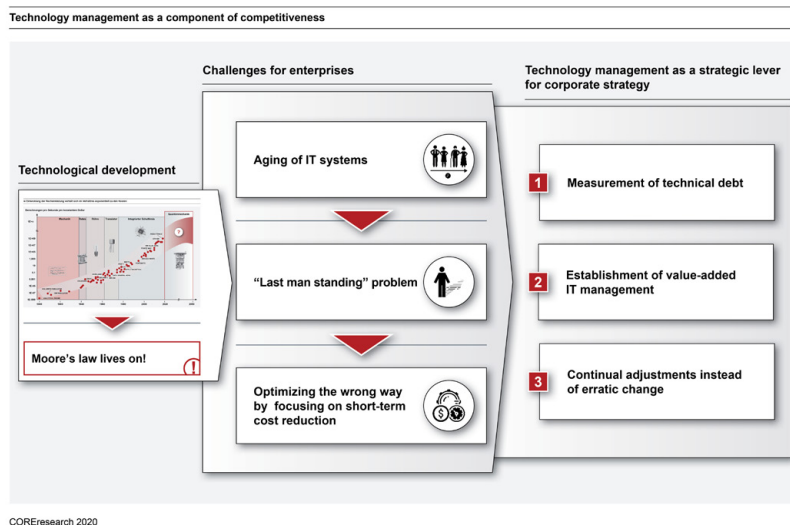 Technology management as a component of competitiveness
Challenges for enterprises
Technology management as a strategic lever
for corporate strategy
Technological development
Moore’s law lives on!
!
Aging of IT systems
“Last man standing” problem
Optimizing the wrong way
by focusing on short-term
cost reduction
$
1
Measurement of technical debt
2
Establishment of value-added
IT management
3
Continual adjustments instead
of erratic change
COREresearch 2020